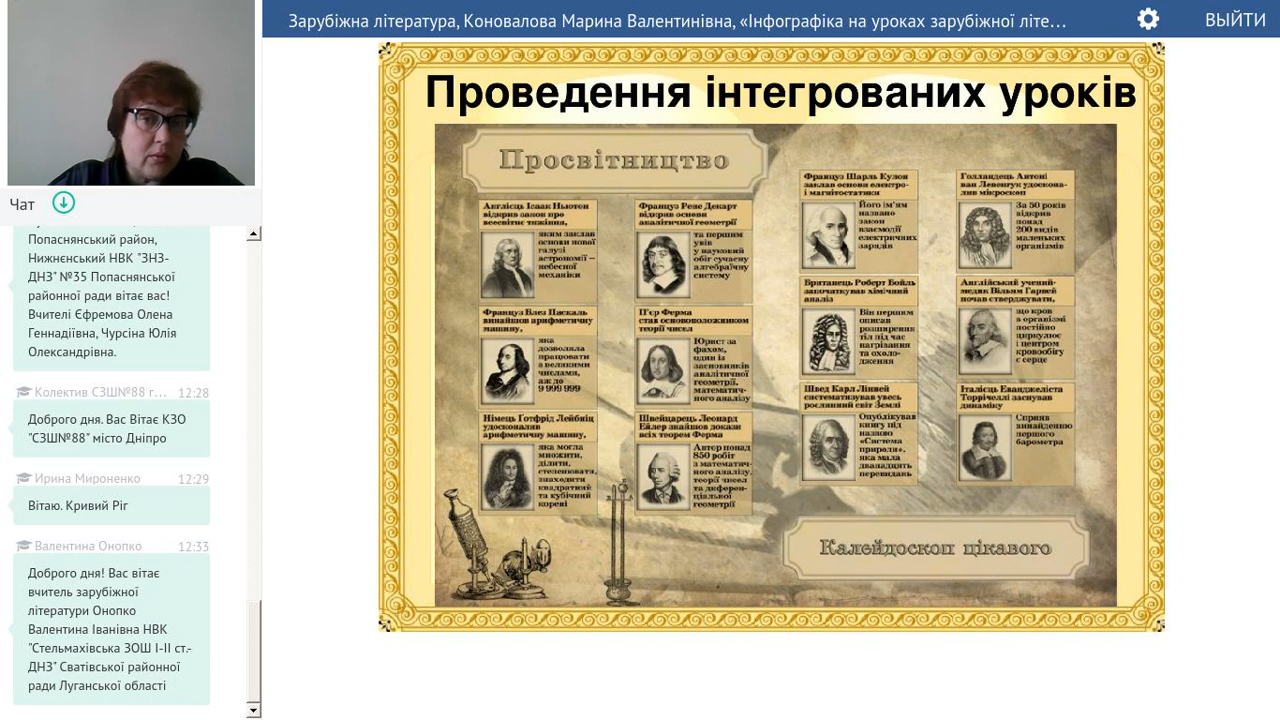 Зарубіжна література, Коновалова Марина Валентинівна, «Інфографіка на уроках зарубіжної літе...
ВЫЙТИ
Чат
Попаснянський район,
Нижнєнський НВК "ЗНЗ-
ДНЗ" №35 Попаснянської
районної ради вітає вас!
Вчителі Єфремова Олена
Геннадіївна, Чурсіна Юлія
Олександрівна.
Колектив СЗШ№88 г... 12:28
Доброго дня. Вас Вітає КЗО
"СЗШ№88" місто Дніпро
Ирина Мироненко 12:29
Вітаю. Кривий Ріг
Валентина Онопко 12:33
Доброго дня! Вас вітає
вчитель зарубіжної
літератури Онопко
Валентина Іванівна НВК
"Стельмахівська ЗОШ І-ІІ ст.-
ДНЗ" Сватівської районної
ради Луганської області
Проведення інтегрованих уроків
Просвітництво
Англієць Ісаак Ньютон
відкрив закон про
всесвітнє тяжіння,
яким заклав
основи нової
галузі
астрономії –
небесної
механіки
Француз Рене Декарт
відкрив основи
аналітичної геометрії
та першим
увів
у науковий
обіг сучасну
алгебраїчну
систему
Француз Блез Паскаль
винайшов арифметичну
машину,
яка
дозволяла
працювати
з великими
числами,
аж до
9 999 999
П'єр Ферма
став основоположником
теорії чисел
Юрист за
фахом,
один із
засновників
аналітичної
геометрії,
математич-
ного аналізу
Німець Готфрід Лейбніц
удосконалив
арифметичну машину,
яка могла
множити,
ділити,
степенювати,
знаходити
квадратний
та кубічний
корені
Швейцарець Леонард
Ейлер знайшов докази
всіх теорем Ферма
Автор понад
850 робіт
з математич-
ного аналізу,
теорії чисел
та диферен-
ціальної
геометрії
Француз Шарль Кулон
заклав основи електро-
і магнітостатики
Його ім'ям
названо
закон
взаємодії
електричних
зарядів
Голландець Антоні
ван Левенгук удоскона-
лив мікроскоп
За 50 років
відкрив
понад
200 видів
маленьких
організмів
Британець Роберт Бойль
започаткував хімічний
аналіз
Він першим
описав
розширення
тіл під час
нагрівання
та охоло-
дження
Англійський учений-
медик Вільям Гарвей
почав стверджувати,
що кров
в організмі
постійно
циркулює
і центром
кровообігу
є серце
Швед Карл Лінней
систематизував увесь
рослинний світ Землі
Опублікував
книгу під
назвою
«Система
природи»,
яка мала
дванадцять
перевидань
Італієць Еванджеліста
Торрічеллі заснував
динаміку
Сприяв
винайденню
першого
барометра
Калейдоскоп цікавого